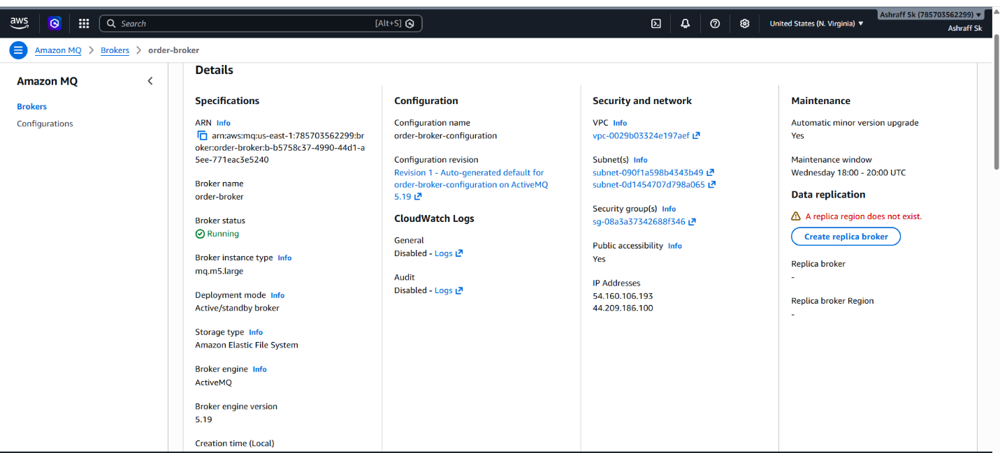 aws
Search
[Alt+S]
United States (N. Virginia) ▼
Ashraff Sk (785703562299) ▼
Ashraff Sk
Amazon MQ > Brokers > order-broker
Amazon MQ
Brokers
Configurations
Details
Specifications
ARN Info
arn:aws:mq:us-east-1:785703562299:br
oker:order-broker:b-b5758c37-4990-44d1-a
5ee-771eac3e5240
Broker name
order-broker
Broker status
Running
Broker instance type Info
mq.m5.large
Deployment mode Info
Active/standby broker
Storage type Info
Amazon Elastic File System
Broker engine Info
ActiveMQ
Broker engine version
5.19
Creation time (Local)
Configuration
Configuration name
order-broker-configuration
Configuration revision
Revision 1 - Auto-generated default for
order-broker-configuration on ActiveMQ
5.19
CloudWatch Logs
General
Disabled - Logs
Audit
Disabled - Logs
Security and network
VPC Info
vpc-0029b03324e197aef
Subnet(s) Info
subnet-090f1a598b4343b49
subnet-0d1454707d798a065
Security group(s) Info
sg-08a3a37342688f346
Public accessibility Info
Yes
IP Addresses
54.160.106.193
44.209.186.100
Maintenance
Automatic minor version upgrade
Yes
Maintenance window
Wednesday 18:00 - 20:00 UTC
Data replication
A replica region does not exist.
Create replica broker
Replica broker
-
Replica broker Region
-